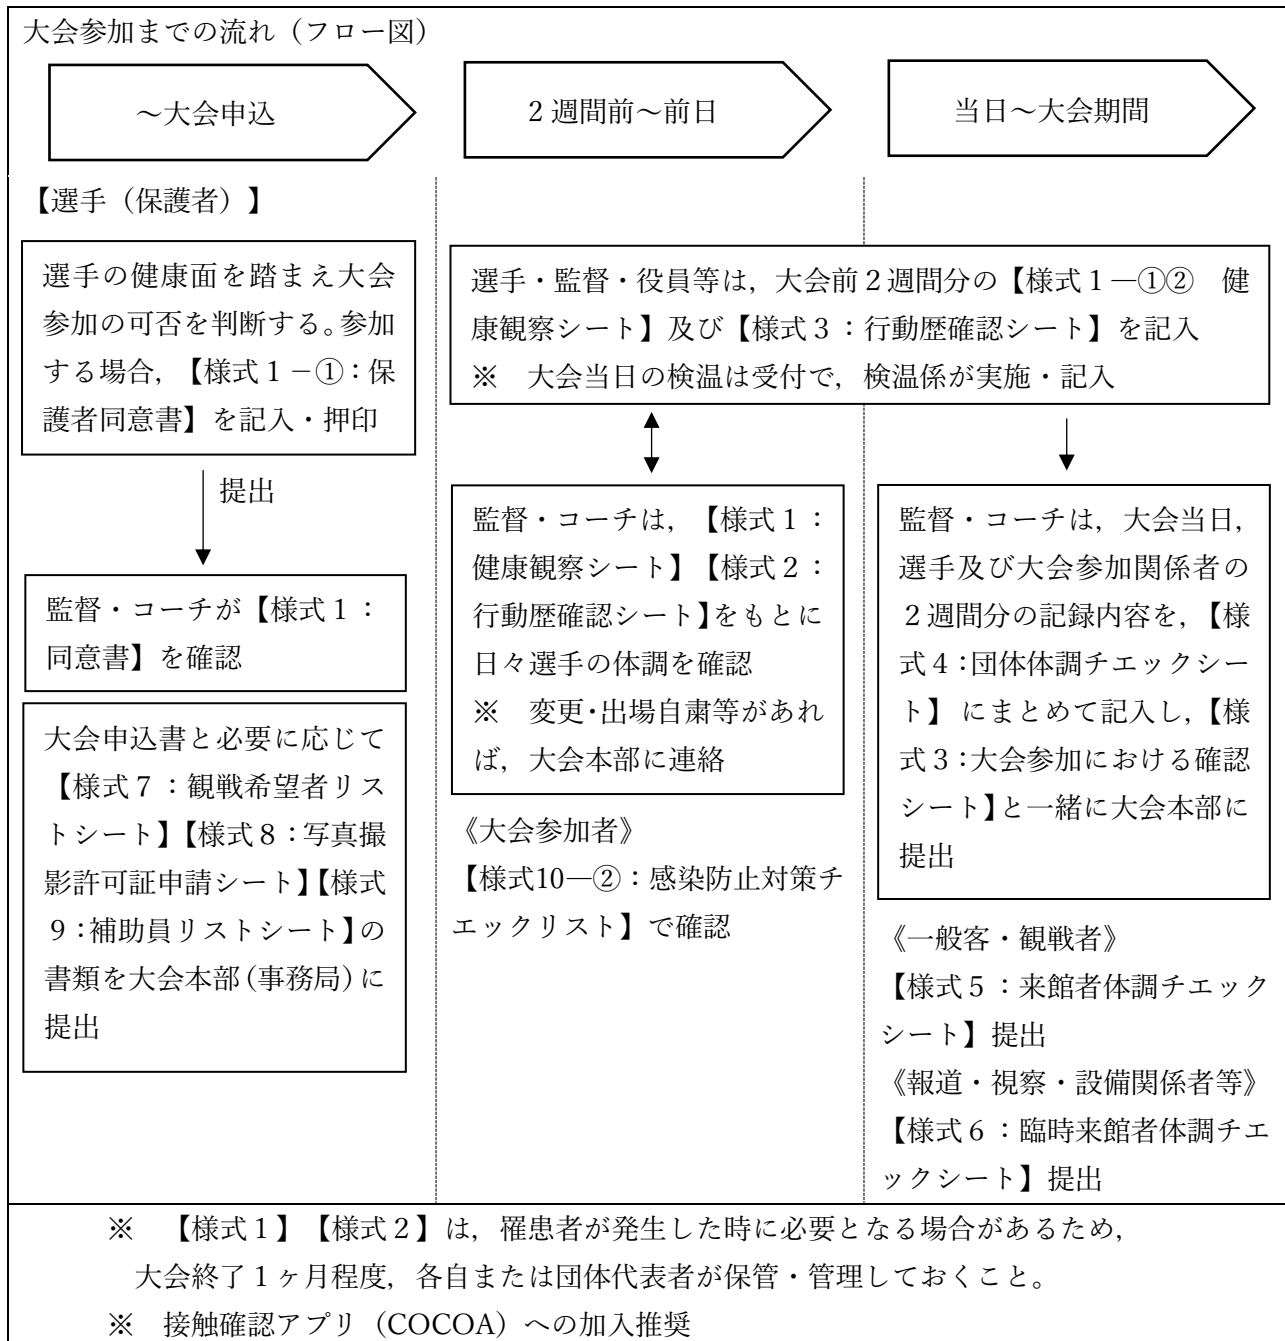 大会参加までの流れ（フロー図）
～大会申込
２週間前～前日
当日～大会期間
【選手（保護者）】
選手の健康面を踏まえ大会
参加の可否を判断する。参加
する場合，【様式１－①：保
護者同意書】を記入・押印
提出
監督・コーチが【様式１：
同意書】を確認
大会申込書と必要に応じて
【様式７：観戦希望者リス
トシート】【様式８：写真撮
影許可証申請シート】【様式
９：補助員リストシート】の
書類を大会本部（事務局）に
提出
選手・監督・役員等は，大会前２週間分の【様式１―①②　健
康観察シート】及び【様式３：行動歴確認シート】を記入
※　大会当日の検温は受付で，検温係が実施・記入
監督・コーチは，【様式１：
健康観察シート】【様式２：
行動歴確認シート】をもとに
日々選手の体調を確認
※　変更・出場自粛等があれ
ば，大会本部に連絡
《大会参加者》
【様式10―②：感染防止対策チ
エックリスト】で確認
監督・コーチは，大会当日，
選手及び大会参加関係者の
２週間分の記録内容を，【様
式４：団体体調チエックシー
ト】 にまとめて記入し，【様
式３：大会参加における確認
シート】と一緒に大会本部に
提出
《一般客・観戦者》
【様式５：来館者体調チエック
シート】提出
《報道・視察・設備関係者等》
【様式６：臨時来館者体調チエ
ックシート】提出
※　【様式１】【様式２】は，罹患者が発生した時に必要となる場合があるため，
大会終了１ヶ月程度，各自または団体代表者が保管・管理しておくこと。
※　接触確認アプリ（COCOA）への加入推奨